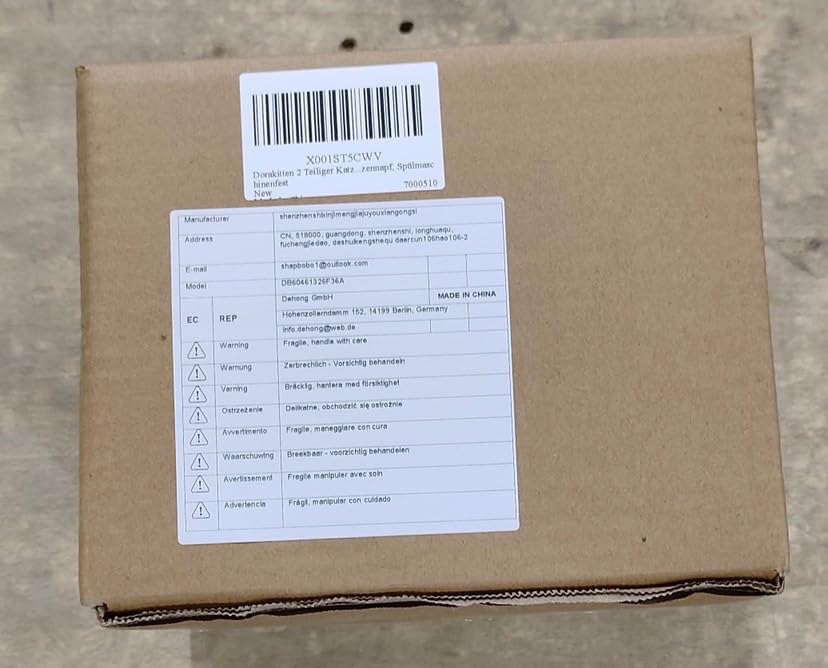 X001ST5CWV
Dorakitten 2 Teiliger Katz...zennapf, Spülmasc
hinenfest
New 7000510
Manufacturer shenzhenshixinjimengjiajuyouxiangongsi
Address CN, 518000, guangdong, shenzhenshi, longhuaqu,
fuchengjiedao, dashuikengshequ daercun106hao106-2
E-mail shapbobo1@outlook.com
Model DB60461326F36A
EC REP Dehong GmbH MADE IN CHINA
Hohenzollerndamm 152, 14199 Berlin, Germany
info.dehong@web.de
Warning Fragile, handle with care
Warnung Zerbrechlich - Vorsichtig behandeln
Varning Bräcklig, hantera med försiktighet
Ostrzeżenie Delikatne, obchodzić się ostrożnie
Avvertimento Fragile, maneggiare con cura
Waarschuwing Breekbaar - voorzichtig behandelen
Avertissement Fragile manipuler avec soin
Advertencia Frágil, manipular con cuidado